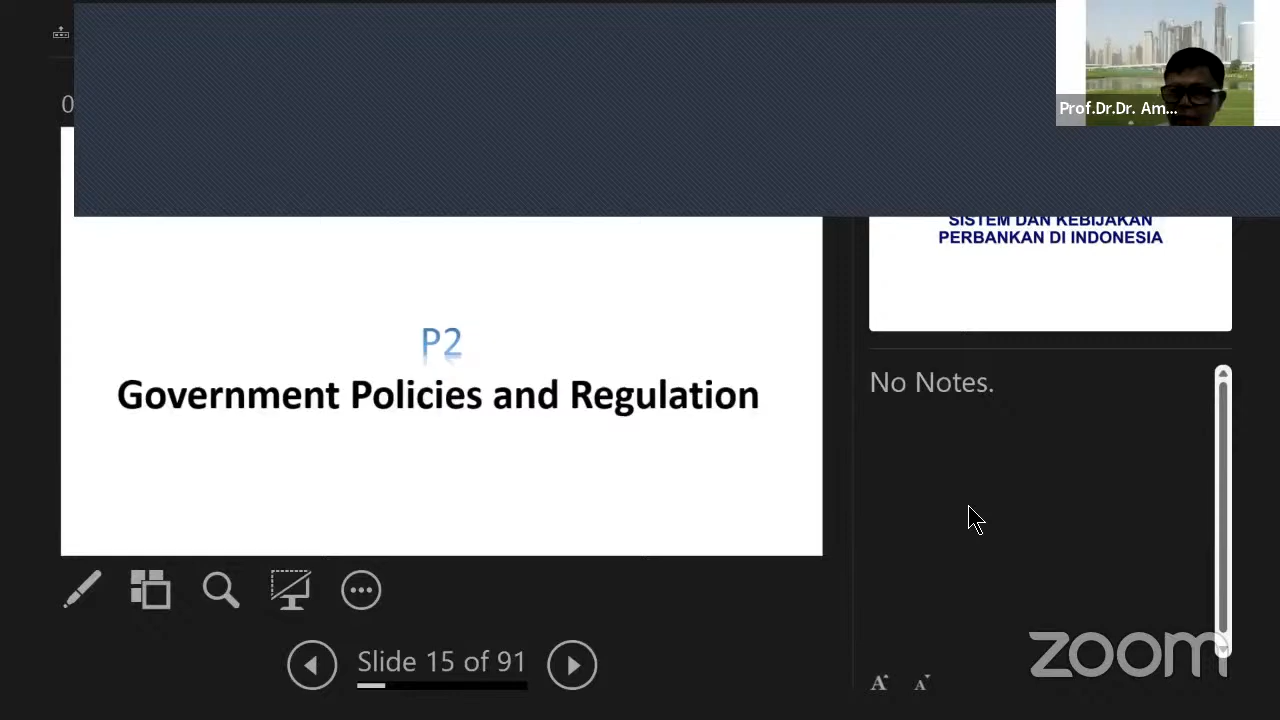 0
Prof.Dr.Dr. Am...
SISTEM DAN KEBIJAKAN
PERBANKAN DI INDONESIA
P2
Government Policies and Regulation
No Notes.
Slide 15 of 91
A A
zoom